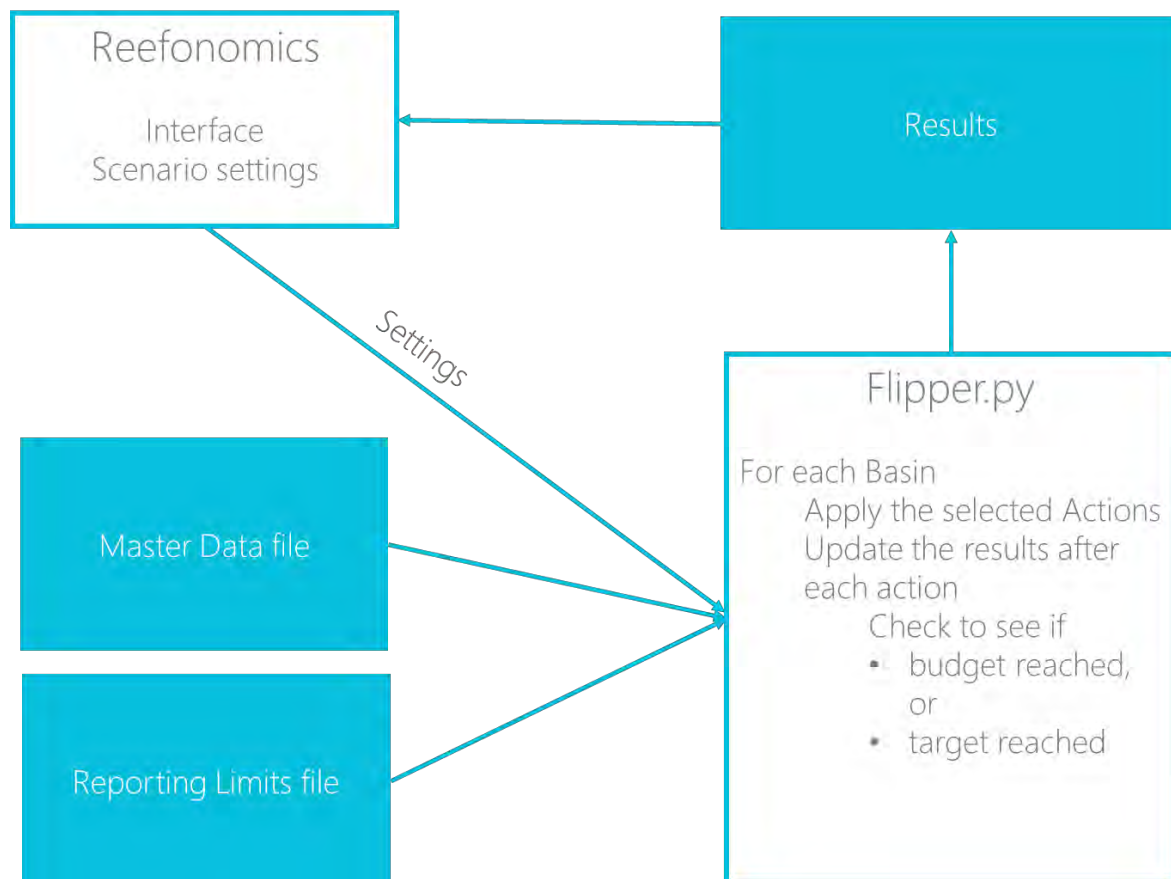 Reefonomics
Interface
Scenario settings
Results
Settings
Flipper.py
For each Basin
Apply the selected Actions
Update the results after
each action
Check to see if
• budget reached,
or
• target reached
Master Data file
Reporting Limits file